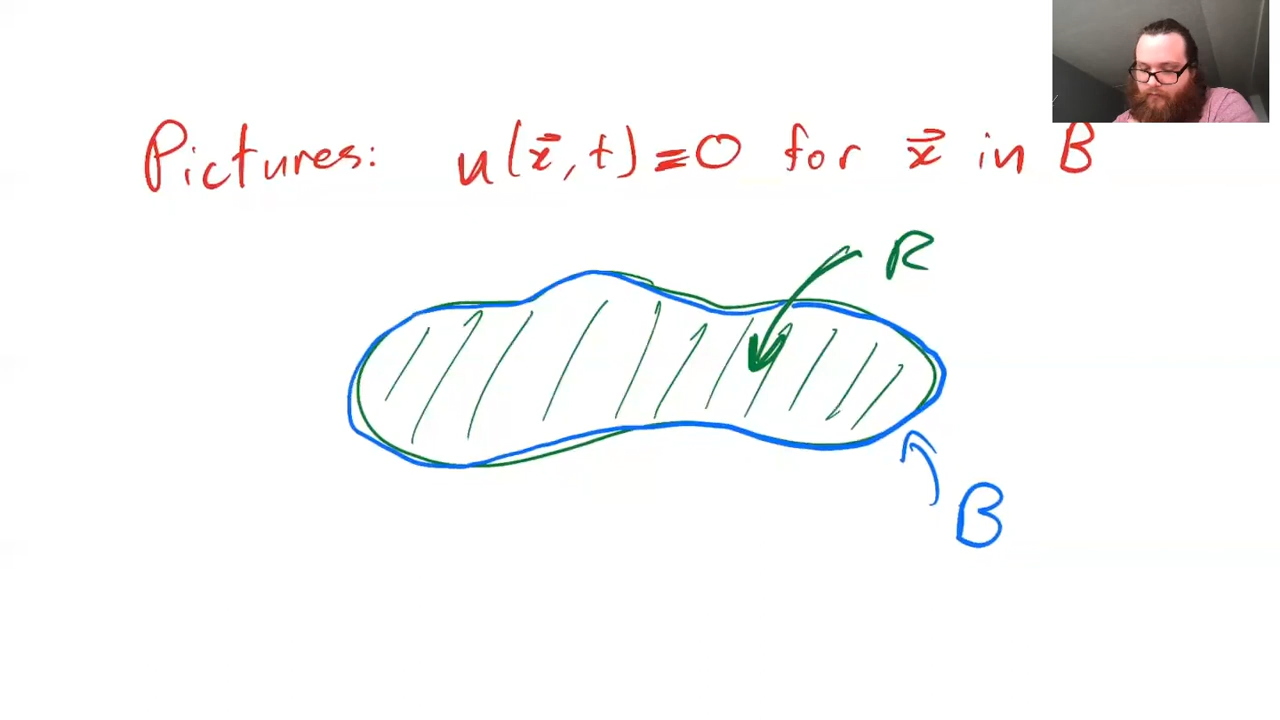 Pictures: u(x⃗, t) = 0 for x⃗ in B
R
B